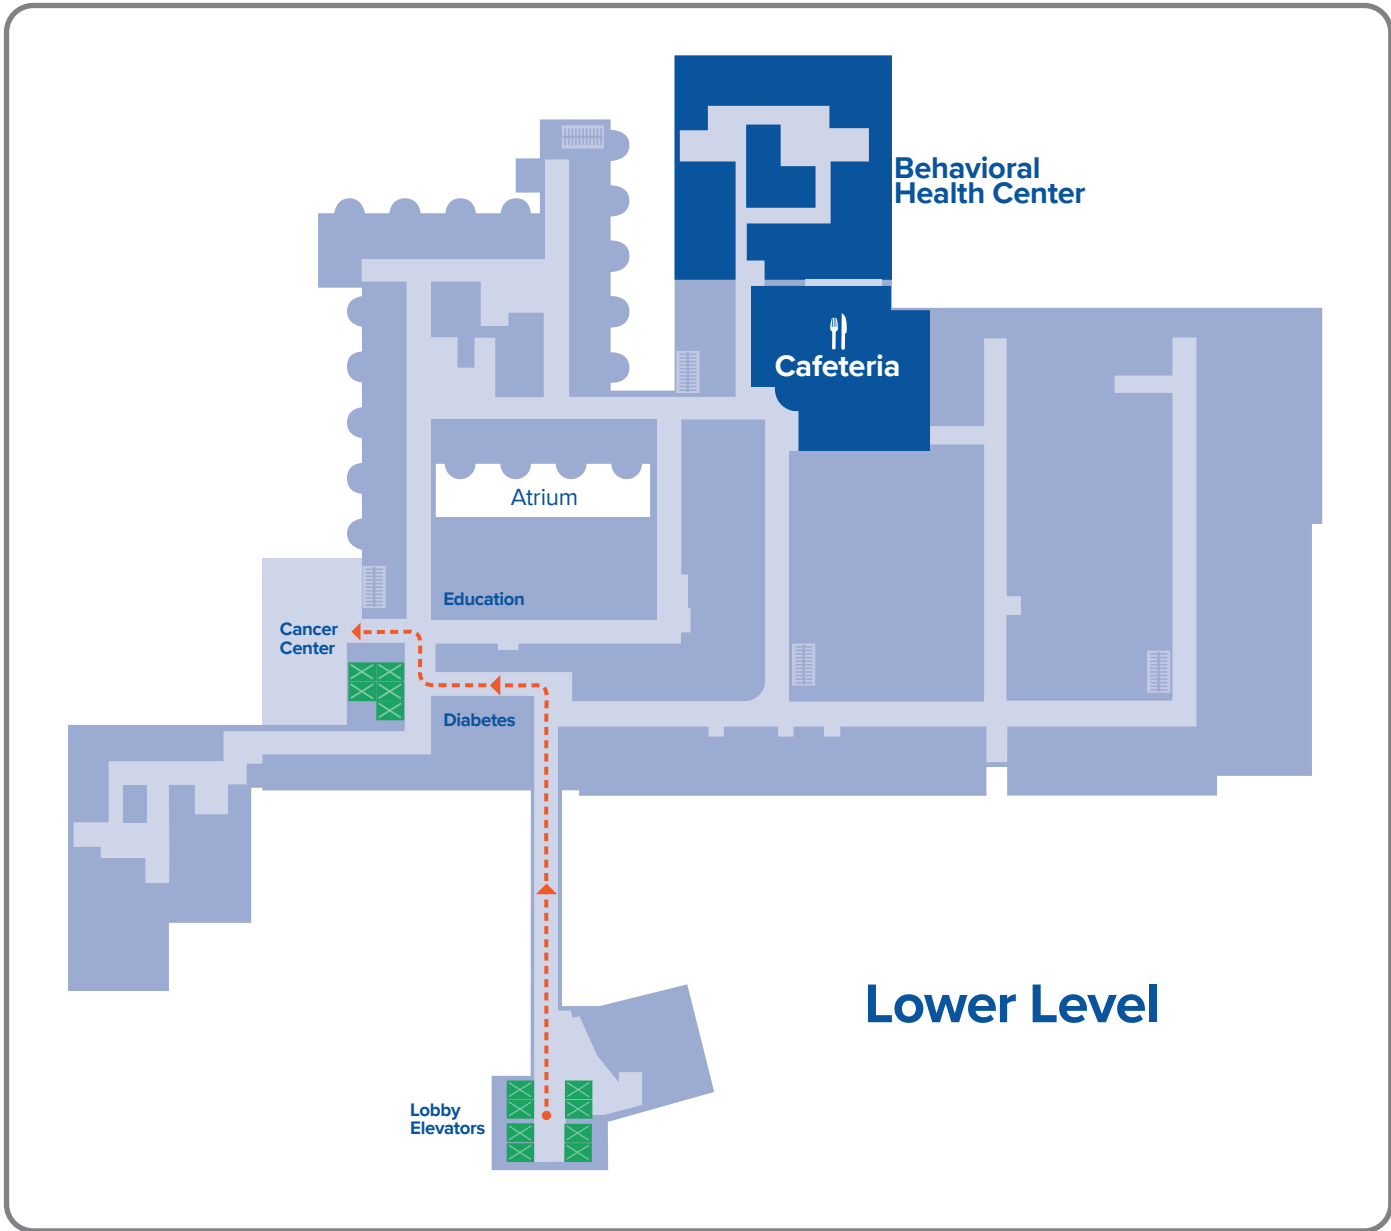 Behavioral
Health Center
Cafeteria
Atrium
Education
Cancer
Center
Diabetes
Lower Level
Lobby
Elevators